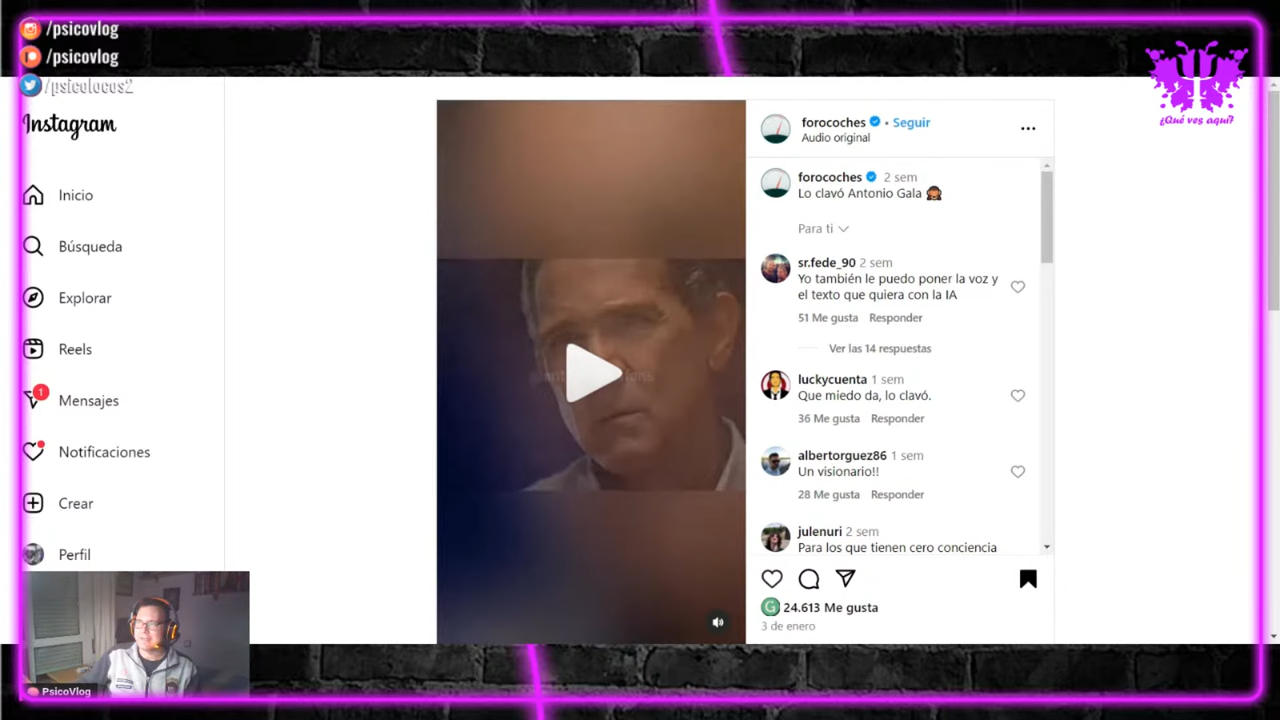 /psicovlog
/psicovlog
/psicolocos2
¿Qué ves aquí?
Instagram
Inicio
Búsqueda
Explorar
Reels
1
Mensajes
Notificaciones
Crear
Perfil
PsicoVlog
forocoches • Seguir
Audio original
forocoches 2 sem
Lo clavó Antonio Gala
Para ti
sr.fede_90 2 sem
Yo también le puedo poner la voz y
el texto que quiera con la IA
51 Me gusta Responder
Ver las 14 respuestas
luckycuenta 1 sem
Que miedo da, lo clavó.
36 Me gusta Responder
albertorguez86 1 sem
Un visionario!!
28 Me gusta Responder
julenuri 2 sem
Para los que tienen cero conciencia
G 24.613 Me gusta
3 de enero